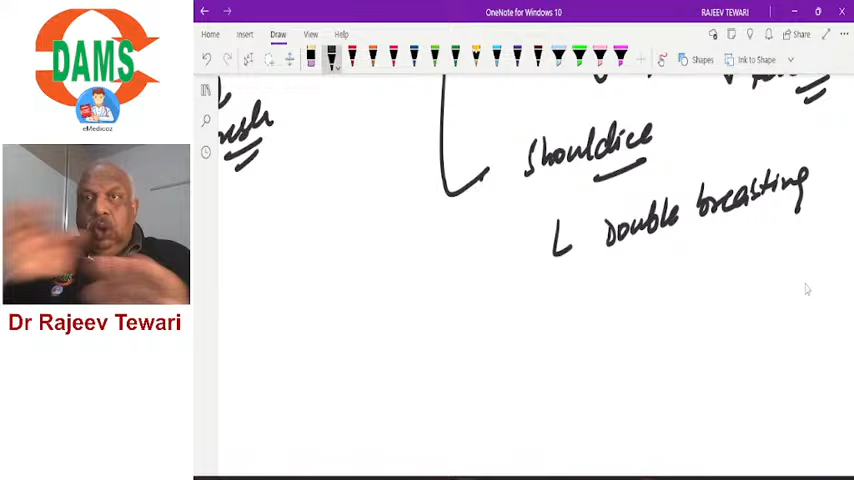 OneNote for Windows 10
RAJEEV TEWARI
Home Insert Draw View Help
Share
Shapes
Ink to Shape
DAMS
eMedicoz
Shouldice
L Double breasting
Dr Rajeev Tewari